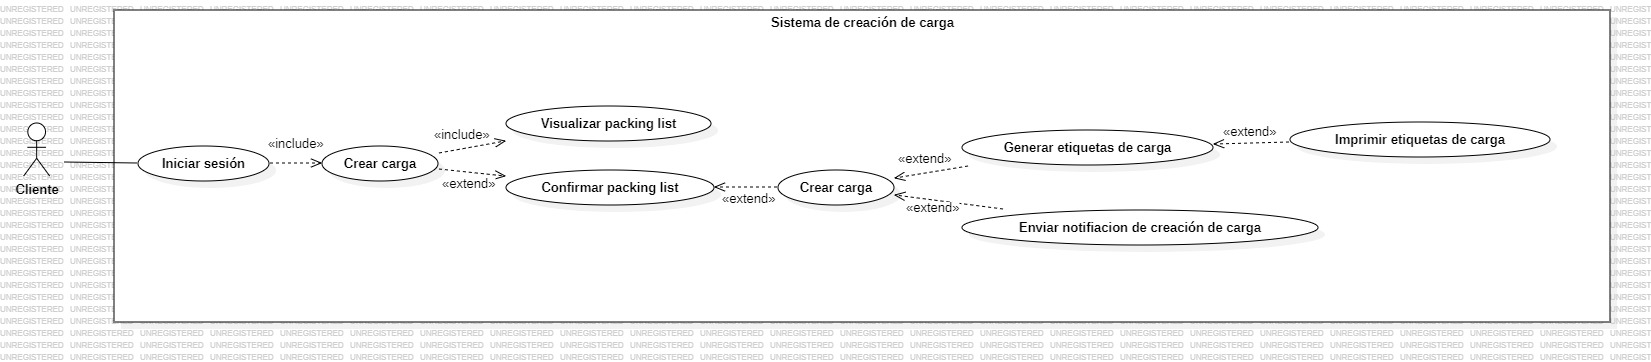 Sistema de creación de carga
Cliente
Iniciar sesión
«include»
Crear carga
«include»
Visualizar packing list
«extend»
Confirmar packing list
«extend»
Crear carga
«extend»
Generar etiquetas de carga
«extend»
Imprimir etiquetas de carga
«extend»
Enviar notifiacion de creación de carga
UNREGISTERED